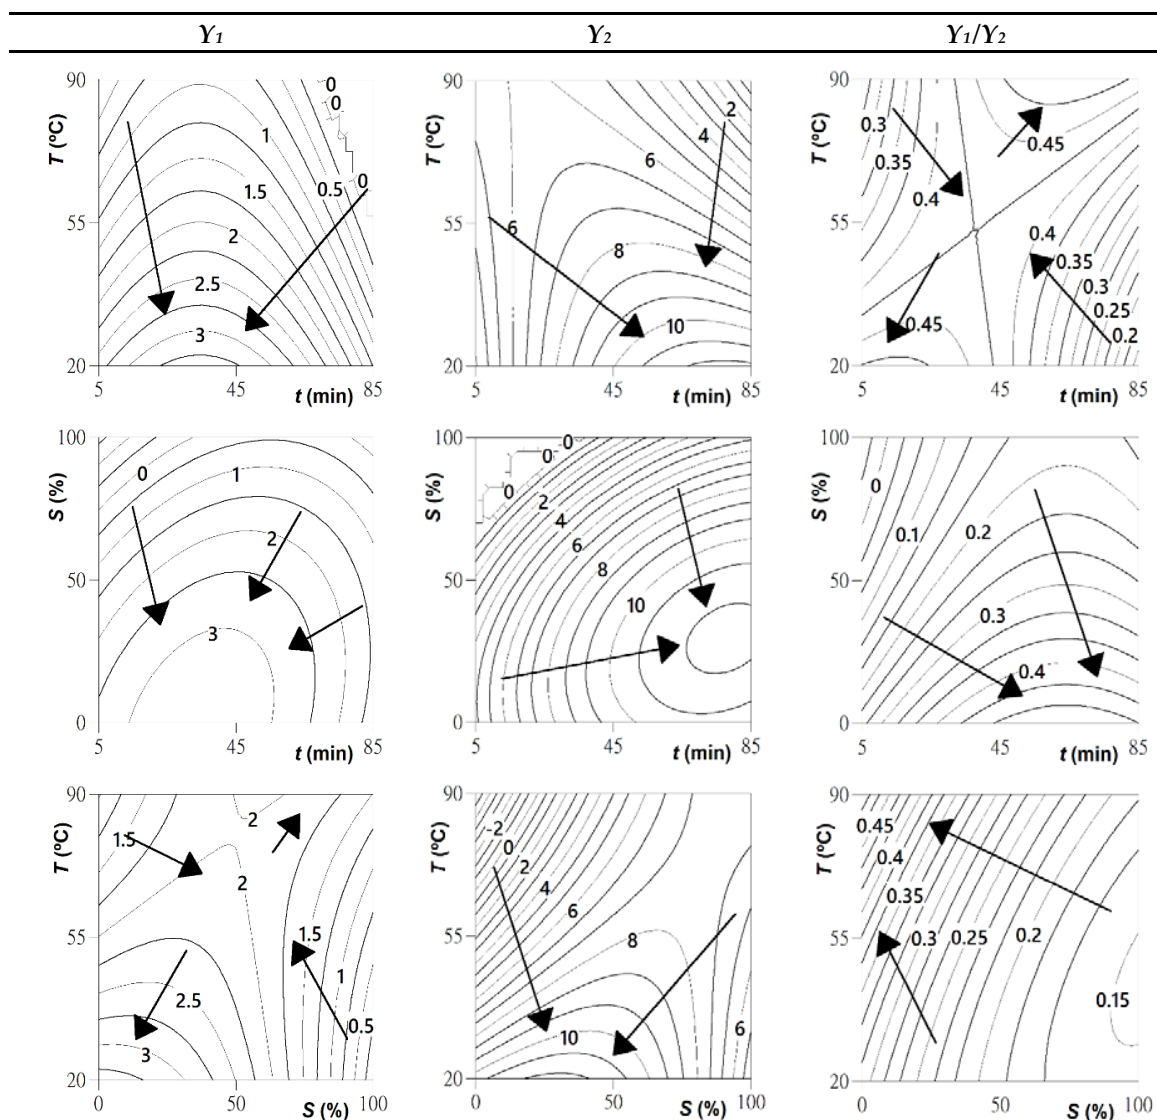 Y1 Y2 Y1/Y2
90 0 90 2 90
0 4 0.3 0.45
T (ºC) 1 T (ºC) 6 T (ºC) 0.35
1.5 0.5 0 0.4
55 2 55 6 8 55 0.4 0.35
2.5 0.3
3 10 0.45 0.25 0.2
20 20 20
5 45 85 5 45 85 5 45 85
t (min) t (min) t (min)
100 100 0 100
0 1 0 0
S (%) 2 S (%) 2 4 S (%) 0.1 0.2
6
50 50 8 50
3 10 0.3
0.4
0 0 0
5 45 85 5 45 85 5 45 85
t (min) t (min) t (min)
90 2 90 90
1.5 -2 0.45
T (ºC) 2 T (ºC) 0 2 T (ºC) 0.4
4 0.35
1.5 6
55 55 8 55 0.3 0.25 0.2
1
2.5 0.5 0.15
3 10 6
20 20 20
0 50 100 0 50 100 0 50 100
S (%) S (%) S (%)